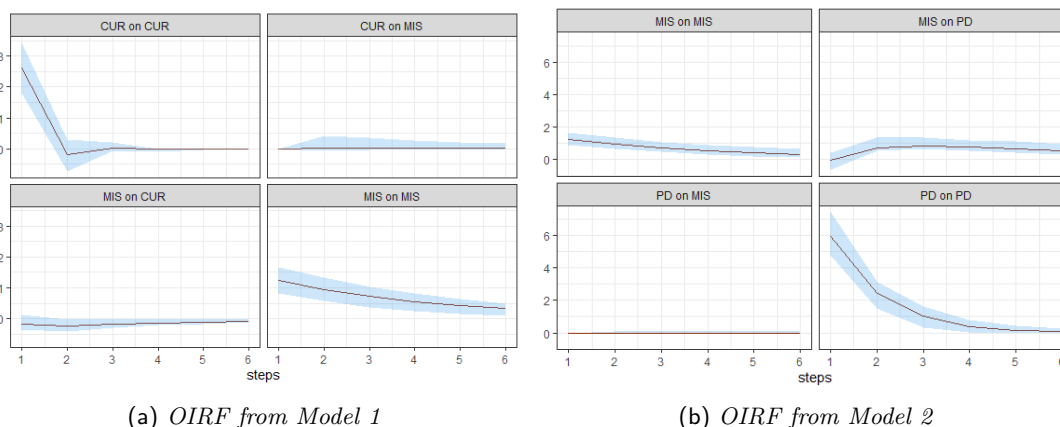 CUR on CUR
CUR on MIS
3
2
1
0
MIS on CUR
MIS on MIS
3
2
1
0
1 2 3 4 5 6 1 2 3 4 5 6
steps
(a) OIRF from Model 1
MIS on MIS
MIS on PD
6
4
2
0
PD on MIS
PD on PD
6
4
2
0
1 2 3 4 5 6 1 2 3 4 5 6
steps
(b) OIRF from Model 2